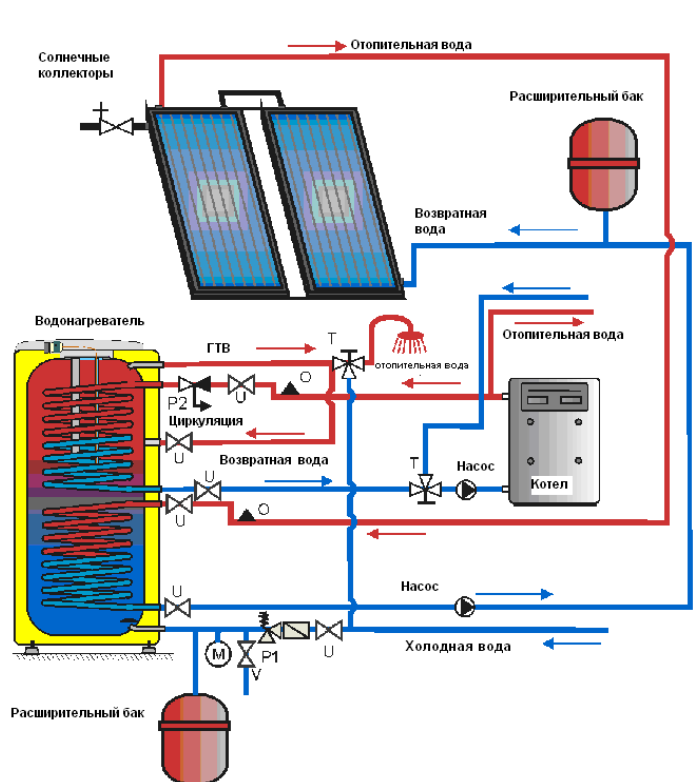 Отопительная вода
Солнечные
коллекторы
Расширительный бак
Возвратная
вода
Водонагреватель
ГТВ
T
Отопительная вода
отопительная вода
P2
U
O
Циркуляция
U
Возвратная вода
U
T
Насос
Котел
U
O
U
Насос
M
V
P1
U
Холодная вода
Расширительный бак